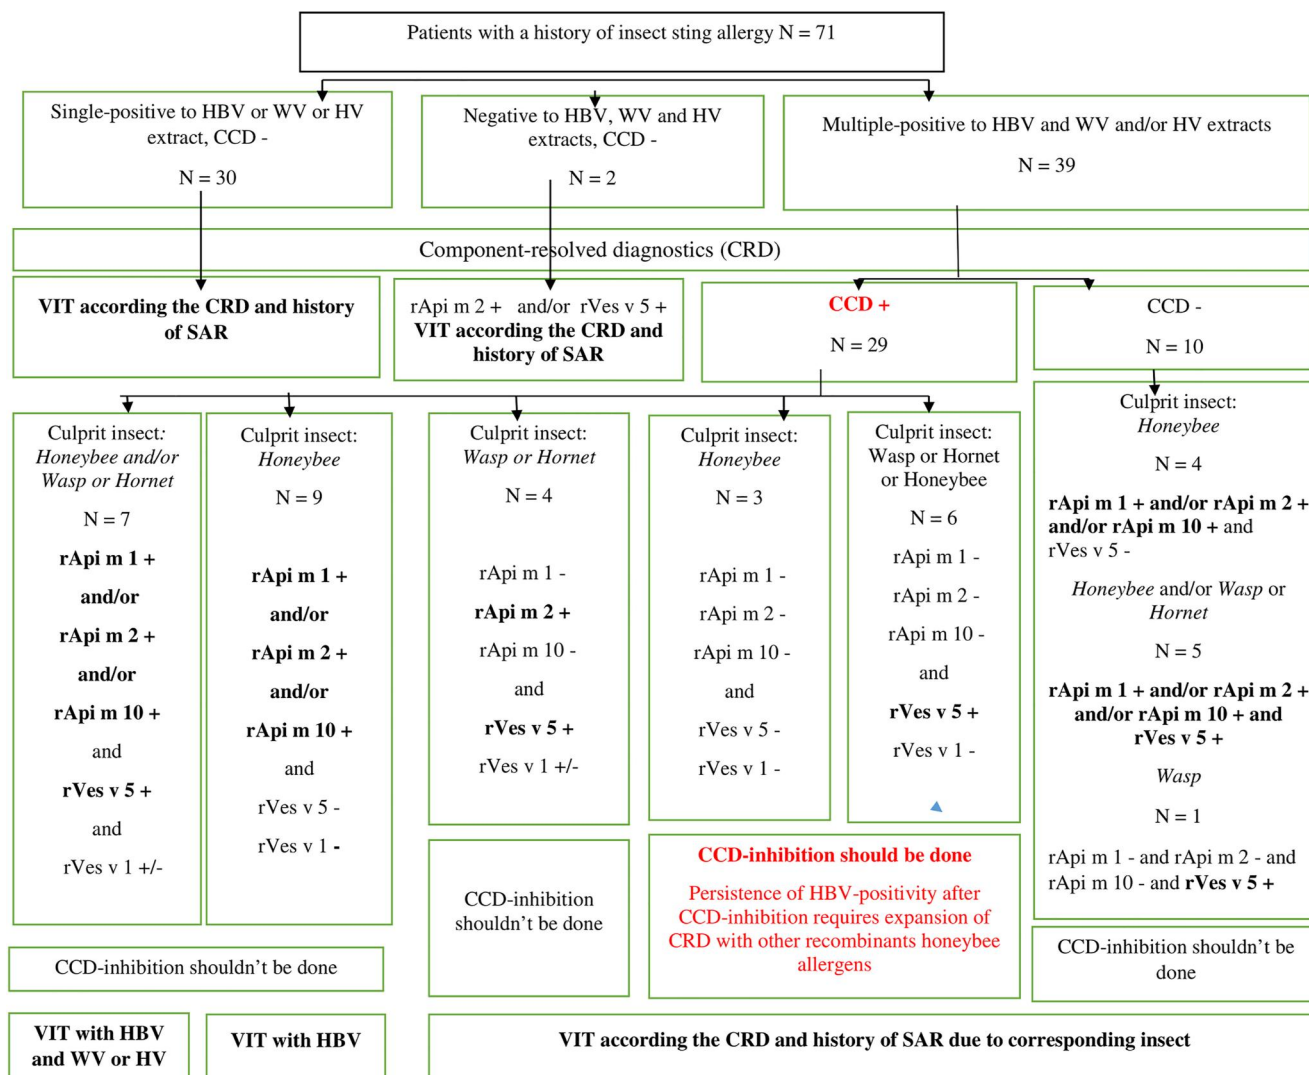 Patients with a history of insect sting allergy N = 71
Single-positive to HBV or WV or HV
extract, CCD -
N = 30
Negative to HBV, WV and HV
extracts, CCD -
N = 2
Multiple-positive to HBV and WV and/or HV extracts
N = 39
Component-resolved diagnostics (CRD)
VIT according the CRD and history
of SAR
rApi m 2 + and/or rVes v 5 +
VIT according the CRD and
history of SAR
CCD +
N = 29
CCD -
N = 10
Culprit insect:
Honeybee and/or
Wasp or Hornet
N = 7
rApi m 1 +
and/or
rApi m 2 +
and/or
rApi m 10 +
and
rVes v 5 +
and
rVes v 1 +/-
Culprit insect:
Honeybee
N = 9
rApi m 1 +
and/or
rApi m 2 +
and/or
rApi m 10 +
and
rVes v 5 -
rVes v 1 -
Culprit insect:
Wasp or Hornet
N = 4
rApi m 1 -
rApi m 2 +
rApi m 10 -
and
rVes v 5 +
rVes v 1 +/-
Culprit insect:
Honeybee
N = 3
rApi m 1 -
rApi m 2 -
rApi m 10 -
and
rVes v 5 -
rVes v 1 -
Culprit insect:
Wasp or Hornet
or Honeybee
N = 6
rApi m 1 -
rApi m 2 -
rApi m 10 -
and
rVes v 5 +
rVes v 1 -
Culprit insect:
Honeybee
N = 4
rApi m 1 + and/or rApi m 2 +
and/or rApi m 10 + and
rVes v 5 -
Honeybee and/or Wasp or
Hornet
N = 5
rApi m 1 + and/or rApi m 2 +
and/or rApi m 10 + and
rVes v 5 +
Wasp
N = 1
rApi m 1 - and rApi m 2 - and
rApi m 10 - and rVes v 5 +
CCD-inhibition shouldn't be done
CCD-inhibition
shouldn't be done
CCD-inhibition should be done
Persistence of HBV-positivity after
CCD-inhibition requires expansion of
CRD with other recombinants honeybee
allergens
CCD-inhibition shouldn't be
done
VIT with HBV
and WV or HV
VIT with HBV
VIT according the CRD and history of SAR due to corresponding insect